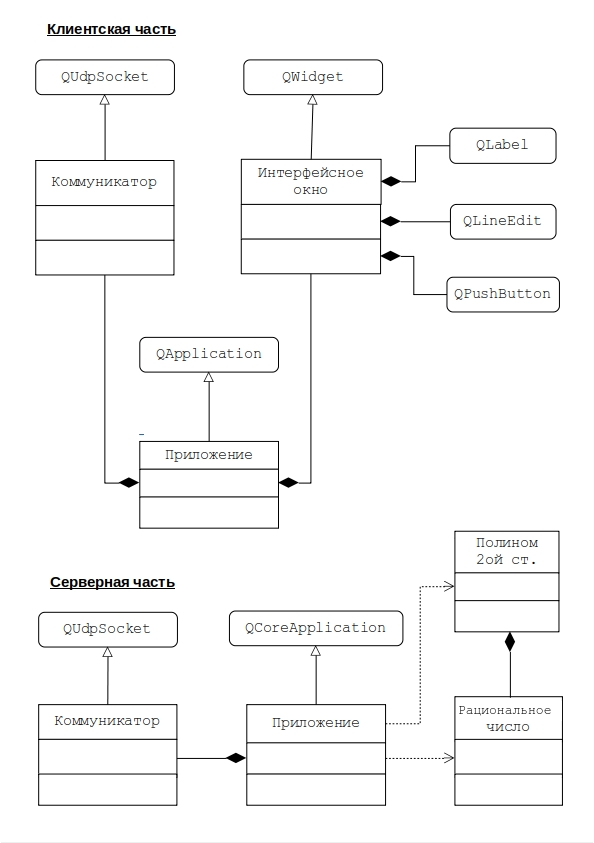 Клиентская часть
QUdpSocket
QWidget
QLabel
Коммуникатор
Интерфейсное
окно
QLineEdit
QPushButton
QApplication
Приложение
Полином
2ой ст.
Серверная часть
QUdpSocket
QCoreApplication
Коммуникатор
Приложение
Рациональное
число